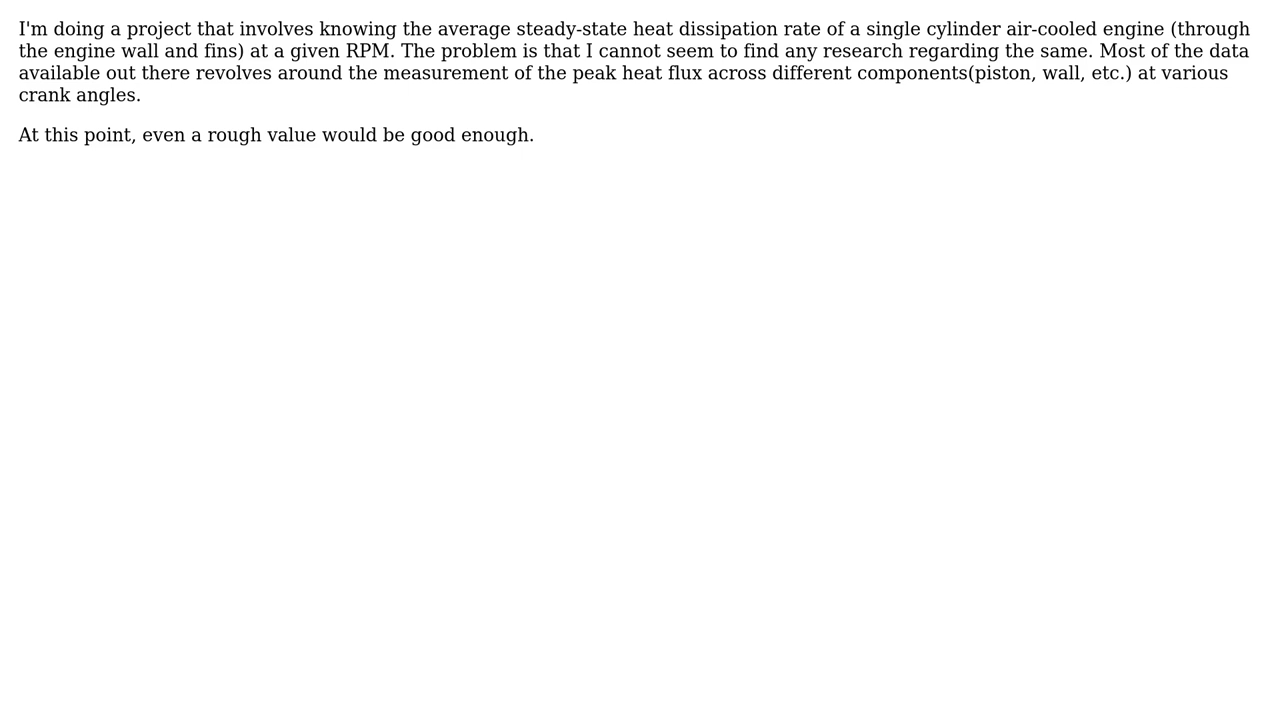 I'm doing a project that involves knowing the average steady-state heat dissipation rate of a single cylinder air-cooled engine (through
the engine wall and fins) at a given RPM. The problem is that I cannot seem to find any research regarding the same. Most of the data
available out there revolves around the measurement of the peak heat flux across different components(piston, wall, etc.) at various
crank angles.
At this point, even a rough value would be good enough.